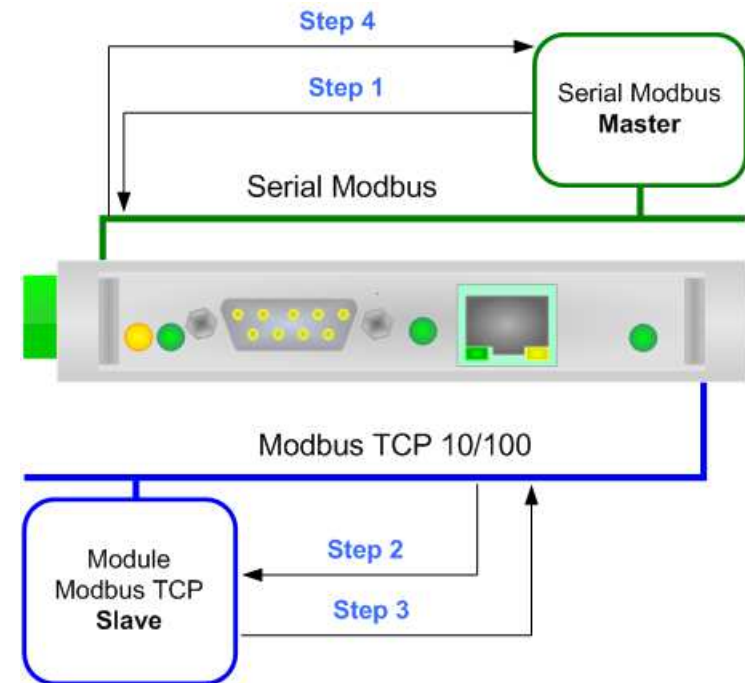 Step 4
Step 1
Serial Modbus
Master
Serial Modbus
Modbus TCP 10/100
Step 2
Step 3
Module
Modbus TCP
Slave